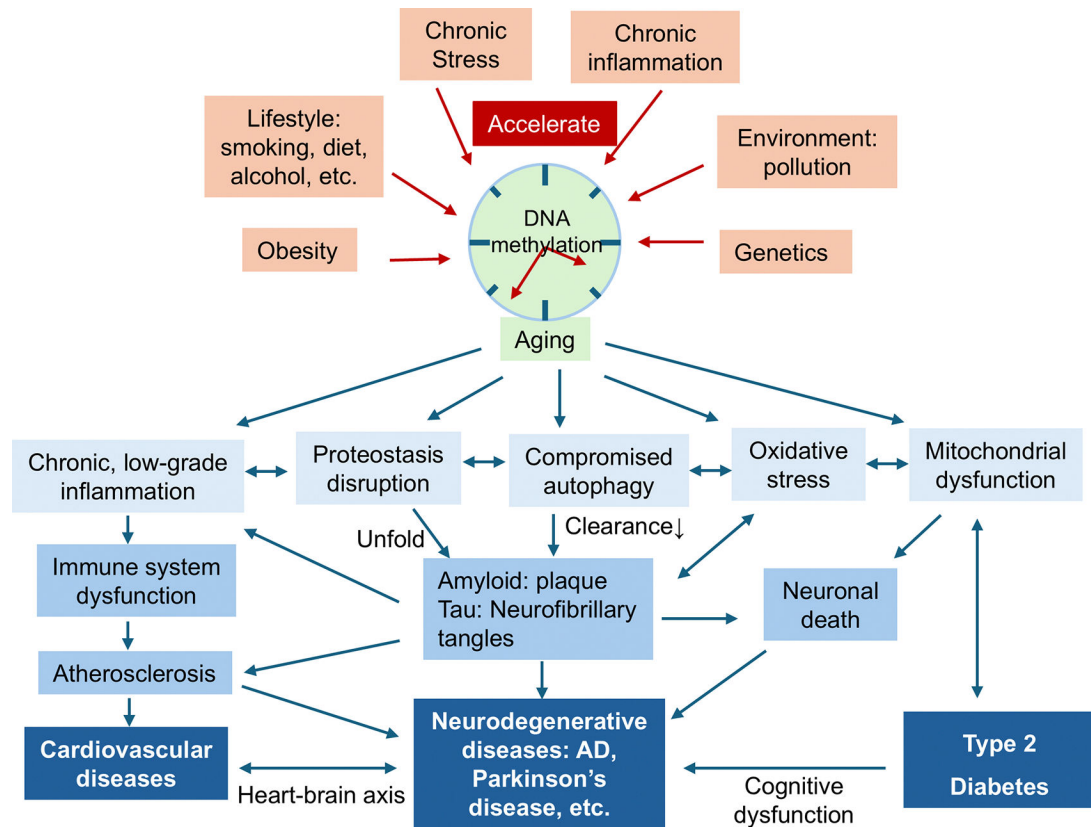 Chronic
Stress
Chronic
inflammation
Accelerate
Lifestyle:
smoking, diet,
alcohol, etc.
Environment:
pollution
DNA
methylation
Obesity
Genetics
Aging
Chronic, low-grade
inflammation
Proteostasis
disruption
Compromised
autophagy
Oxidative
stress
Mitochondrial
dysfunction
Unfold
Clearance↓
Immune system
dysfunction
Amyloid: plaque
Tau: Neurofibrillary
tangles
Neuronal
death
Atherosclerosis
Cardiovascular
diseases
Neurodegenerative
diseases: AD,
Parkinson’s
disease, etc.
Type 2
Diabetes
Heart-brain axis
Cognitive
dysfunction